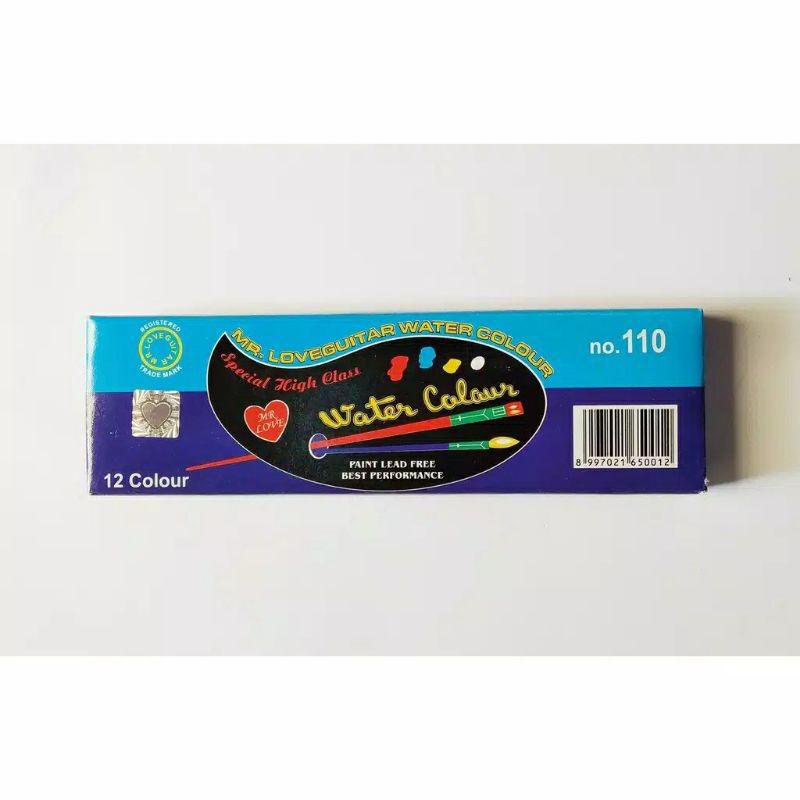 REGISTERED
MR. LOVEGUITAR
TRADE MARK
MR. LOVEGUITAR WATER COLOUR
no.110
Special High Class
Water Colour
MR
LOVE
PAINT LEAD FREE
BEST PERFORMANCE
12 Colour
8 997021 650012